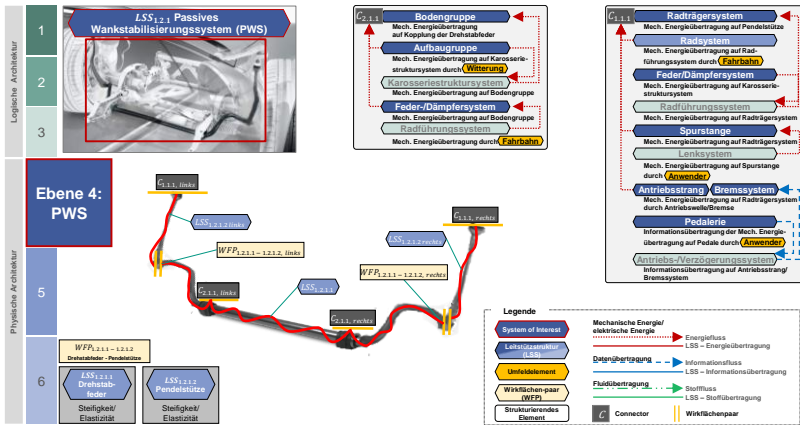 Logische Architektur
Physische Architektur
1
2
3
Ebene 4:
PWS
5
6
LSS1.2.1 Passives
Wankstabilisierungssystem (PWS)
C1.1.1, links
LSS1.2.1.2 links
WFP1.2.1.1 – 1.2.1.2, links
C2.1.1, links
LSS1.2.1.1
C2.1.1, rechts
LSS1.2.1.2 rechts
WFP1.2.1.1 – 1.2.1.2, rechts
C1.1.1, rechts
WFP1.2.1.1 – 1.2.1.2
Drehstabfeder - Pendelstütze
LSS1.2.1.1
Drehstab-
feder
Steifigkeit/
Elastizität
LSS1.2.1.2
Pendelstütze
Steifigkeit/
Elastizität
C2.1.1
Bodengruppe
Mech. Energieübertragung
auf Kopplung der Drehstabfeder
Aufbaugruppe
Mech. Energieübertragung auf Karosserie-
struktursystem durch Witterung
Karosseriestruktursystem
Mech. Energieübertragung auf Bodengruppe
Feder-/Dämpfersystem
Mech. Energieübertragung auf Bodengruppe
Radführungssystem
Mech. Energieübertragung durch Fahrbahn
C1.1.1
Radträgersystem
Mech. Energieübertragung auf Pendelstütze
Radsystem
Mech. Energieübertragung auf Rad-
führungssystem durch Fahrbahn
Feder/Dämpfersystem
Mech. Energieübertragung auf Karosserie-
struktursystem
Radführungssystem
Mech. Energieübertragung auf Radträgersystem
Spurstange
Mech. Energieübertragung auf Radträgersystem
Lenksystem
Mech. Energieübertragung auf Spurstange
durch Anwender
Antriebsstrang Bremssystem
Mech. Energieübertragung auf Radträgersystem
durch Antriebswelle/Bremse
Pedalerie
Informationsübertragung der Mech. Energie-
übertragung auf Pedale durch Anwender
Antriebs-/Verzögerungssystem
Informationsübertragung auf Antriebsstrang/
Bremssystem
Legende
System of Interest
Leitstützstruktur
(LSS)
Umfeldelement
Wirkflächen-paar
(WFP)
Strukturierendes
Element
Mechanische Energie/
elektrische Energie
Energiefluss
LSS – Energieübertragung
Datenübertragung
Informationsfluss
LSS – Informationsübertragung
Fluidübertragung
Stofffluss
LSS – Stoffübertragung
C Connector
Wirkflächenpaar